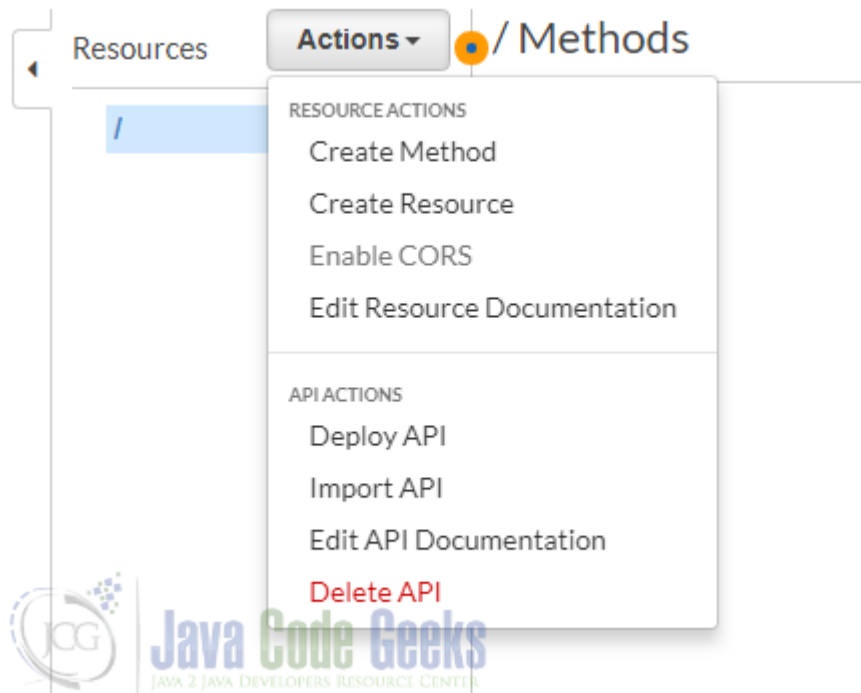 Resources
Actions
/ Methods
/
RESOURCE ACTIONS
Create Method
Create Resource
Enable CORS
Edit Resource Documentation
API ACTIONS
Deploy API
Import API
Edit API Documentation
Delete API
JCG
Java Code Geeks
JAVA 2 JAVA DEVELOPERS RESOURCE CENTER